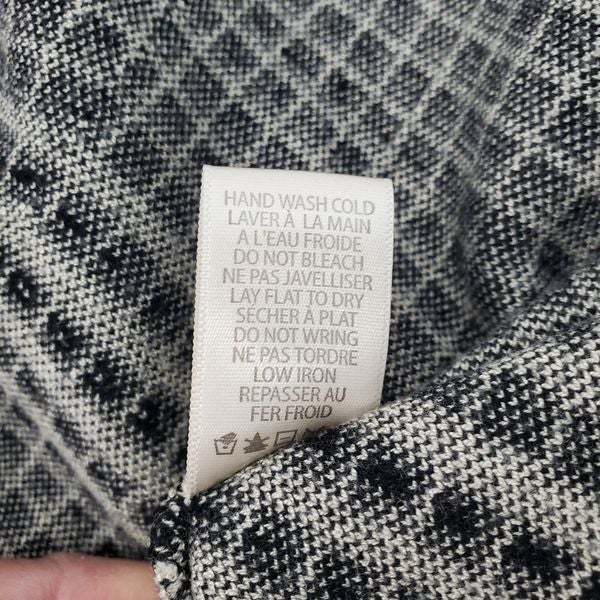 HAND WASH COLD
LAVER À LA MAIN
A L'EAU FROIDE
DO NOT BLEACH
NE PAS JAVELLISER
LAY FLAT TO DRY
SÉCHER À PLAT
DO NOT WRING
NE PAS TORDRE
LOW IRON
REPASSER AU
FER FROID